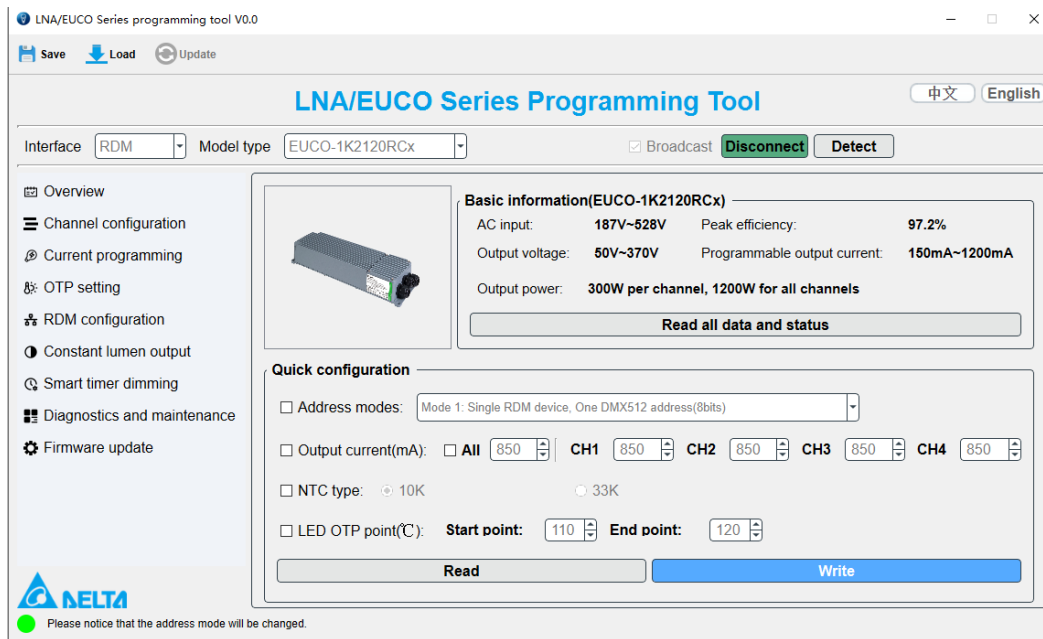 LNA/EUCO Series programming tool V0.0
Save Load Update
LNA/EUCO Series Programming Tool
中文 English
Interface RDM Model type EUCO-1K2120RCx Broadcast Disconnect Detect
Overview
Channel configuration
Current programming
OTP setting
RDM configuration
Constant lumen output
Smart timer dimming
Diagnostics and maintenance
Firmware update
Basic information(EUCO-1K2120RCx)
AC input: 187V~528V Peak efficiency: 97.2%
Output voltage: 50V~370V Programmable output current: 150mA~1200mA
Output power: 300W per channel, 1200W for all channels
Read all data and status
Quick configuration
Address modes: Mode 1: Single RDM device, One DMX512 address(8bits)
Output current(mA): All 850 CH1 850 CH2 850 CH3 850 CH4 850
NTC type: 10K 33K
LED OTP point(℃): Start point: 110 End point: 120
Read Write
DELTA
Please notice that the address mode will be changed.